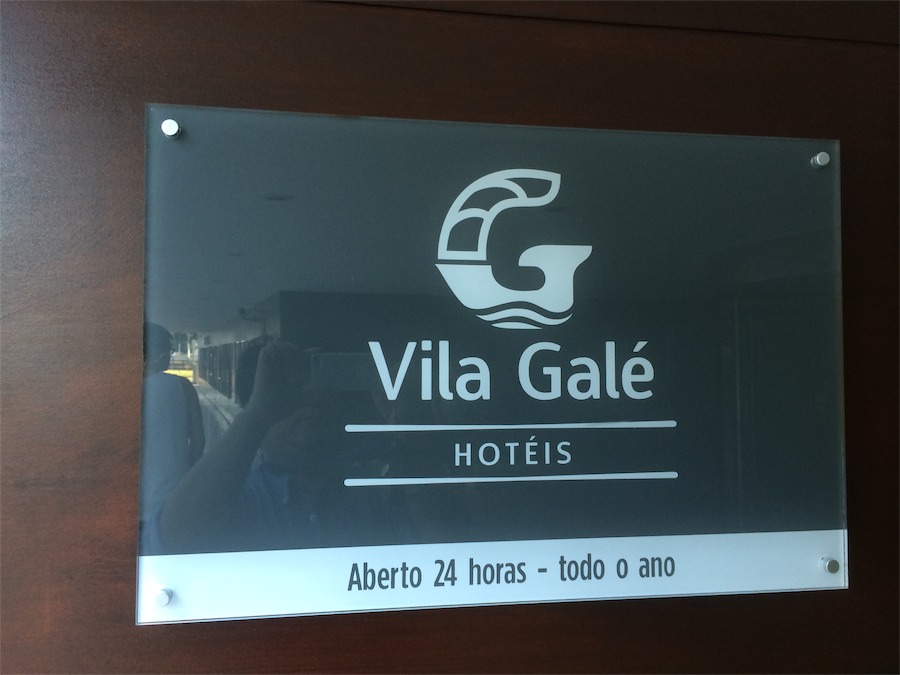 Vila Galé
HOTÉIS
Aberto 24 horas - todo o ano